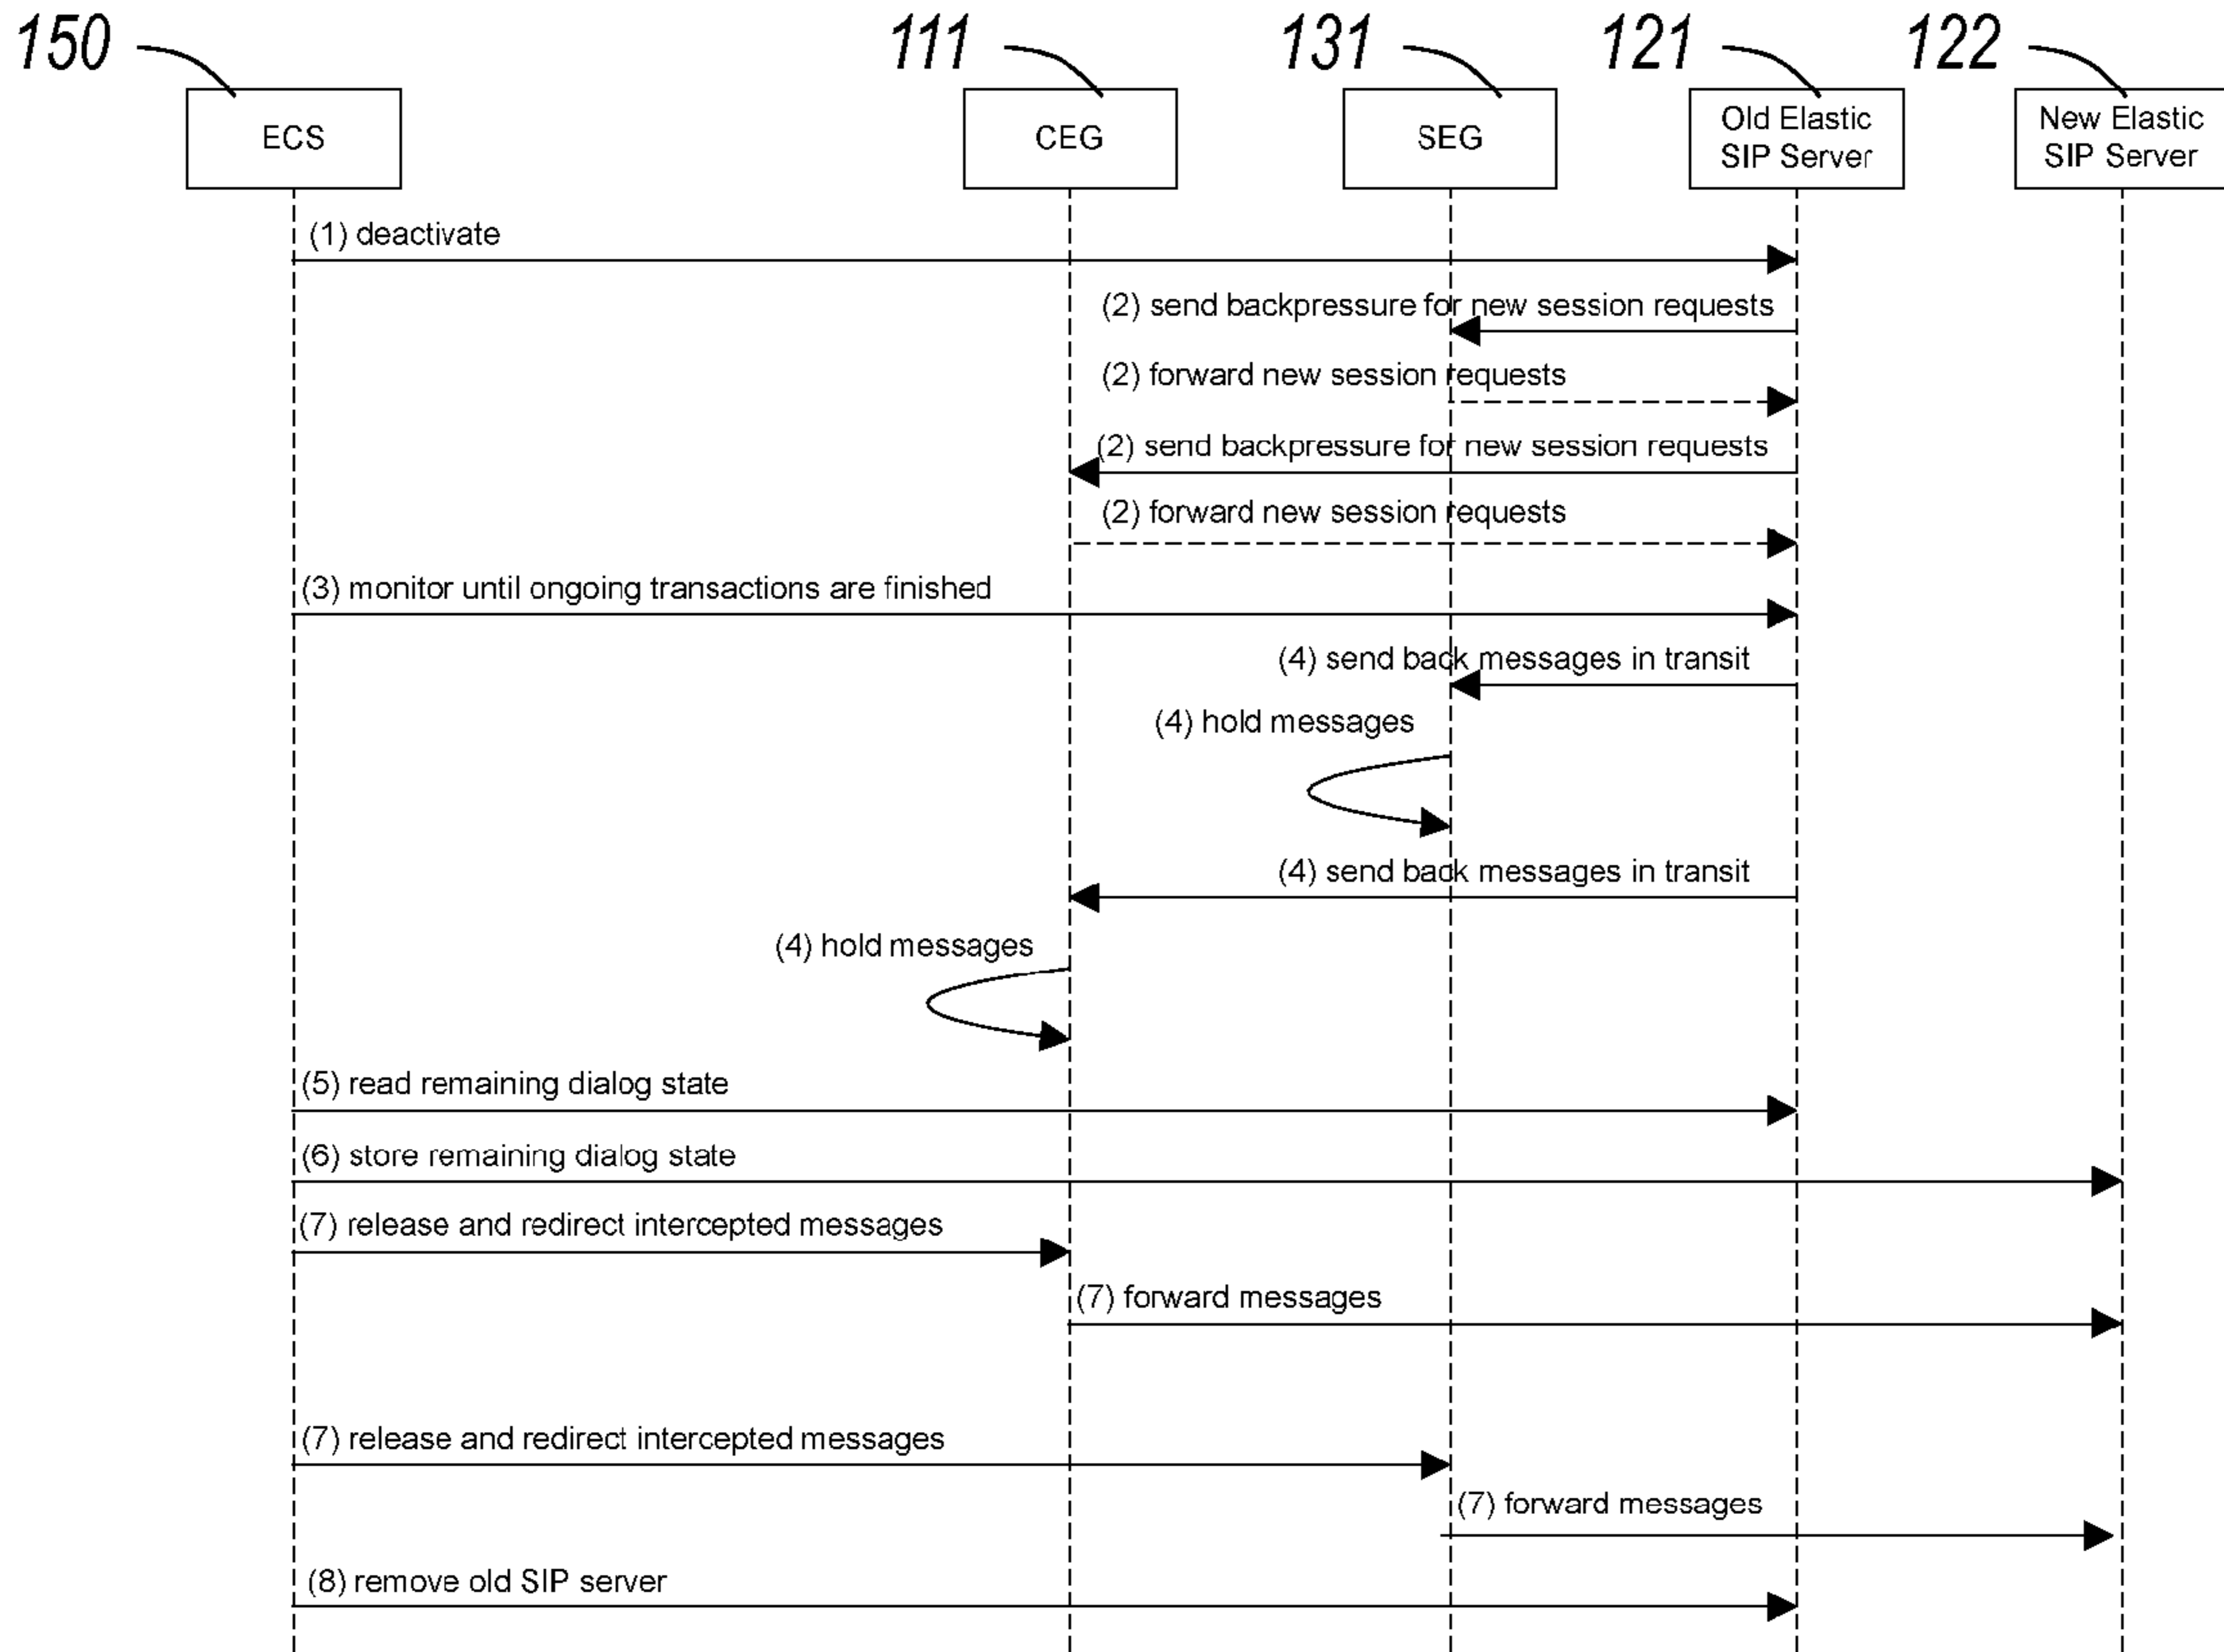 150
111
131
121
122
ECS
CEG
SEG
Old Elastic
SIP Server
New Elastic
SIP Server
(1) deactivate
(2) send backpressure for new session requests
(2) forward new session requests
(2) send backpressure for new session requests
(2) forward new session requests
(3) monitor until ongoing transactions are finished
(4) send back messages in transit
(4) hold messages
(4) send back messages in transit
(4) hold messages
(5) read remaining dialog state
(6) store remaining dialog state
(7) release and redirect intercepted messages
(7) forward messages
(7) release and redirect intercepted messages
(7) forward messages
(8) remove old SIP server